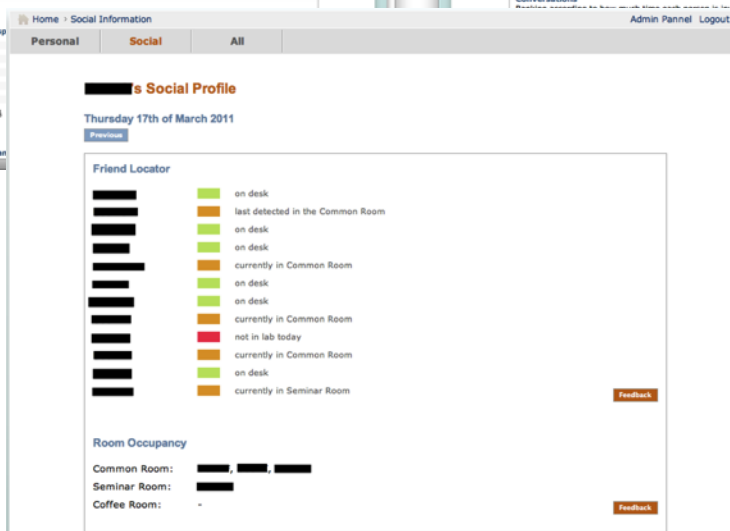 Conversations
Home › Social Information
Admin Pannel Logout
Personal Social All
's Social Profile
Thursday 17th of March 2011
Previous
Friend Locator
on desk
last detected in the Common Room
on desk
on desk
currently in Common Room
on desk
on desk
currently in Common Room
not in lab today
currently in Common Room
on desk
currently in Seminar Room
Feedback
Room Occupancy
Common Room: , ,
Seminar Room:
Coffee Room: -
Feedback